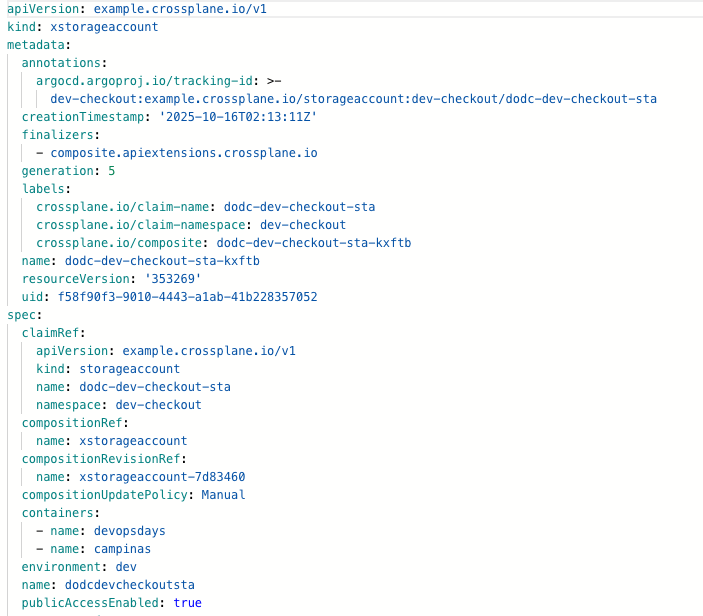 apiVersion: example.crossplane.io/v1
kind: xstorageaccount
metadata:
  annotations:
    argocd.argoproj.io/tracking-id: >-
      dev-checkout:example.crossplane.io/storageaccount:dev-checkout/dodc-dev-checkout-sta
  creationTimestamp: '2025-10-16T02:13:11Z'
  finalizers:
    - composite.apiextensions.crossplane.io
  generation: 5
  labels:
    crossplane.io/claim-name: dodc-dev-checkout-sta
    crossplane.io/claim-namespace: dev-checkout
    crossplane.io/composite: dodc-dev-checkout-sta-kxftb
  name: dodc-dev-checkout-sta-kxftb
  resourceVersion: '353269'
  uid: f58f90f3-9010-4443-a1ab-41b228357052
spec:
  claimRef:
    apiVersion: example.crossplane.io/v1
    kind: storageaccount
    name: dodc-dev-checkout-sta
    namespace: dev-checkout
  compositionRef:
    name: xstorageaccount
  compositionRevisionRef:
    name: xstorageaccount-7d83460
  compositionUpdatePolicy: Manual
  containers:
    - name: devopsdays
    - name: campinas
  environment: dev
  name: dodcdevcheckoutsta
  publicAccessEnabled: true